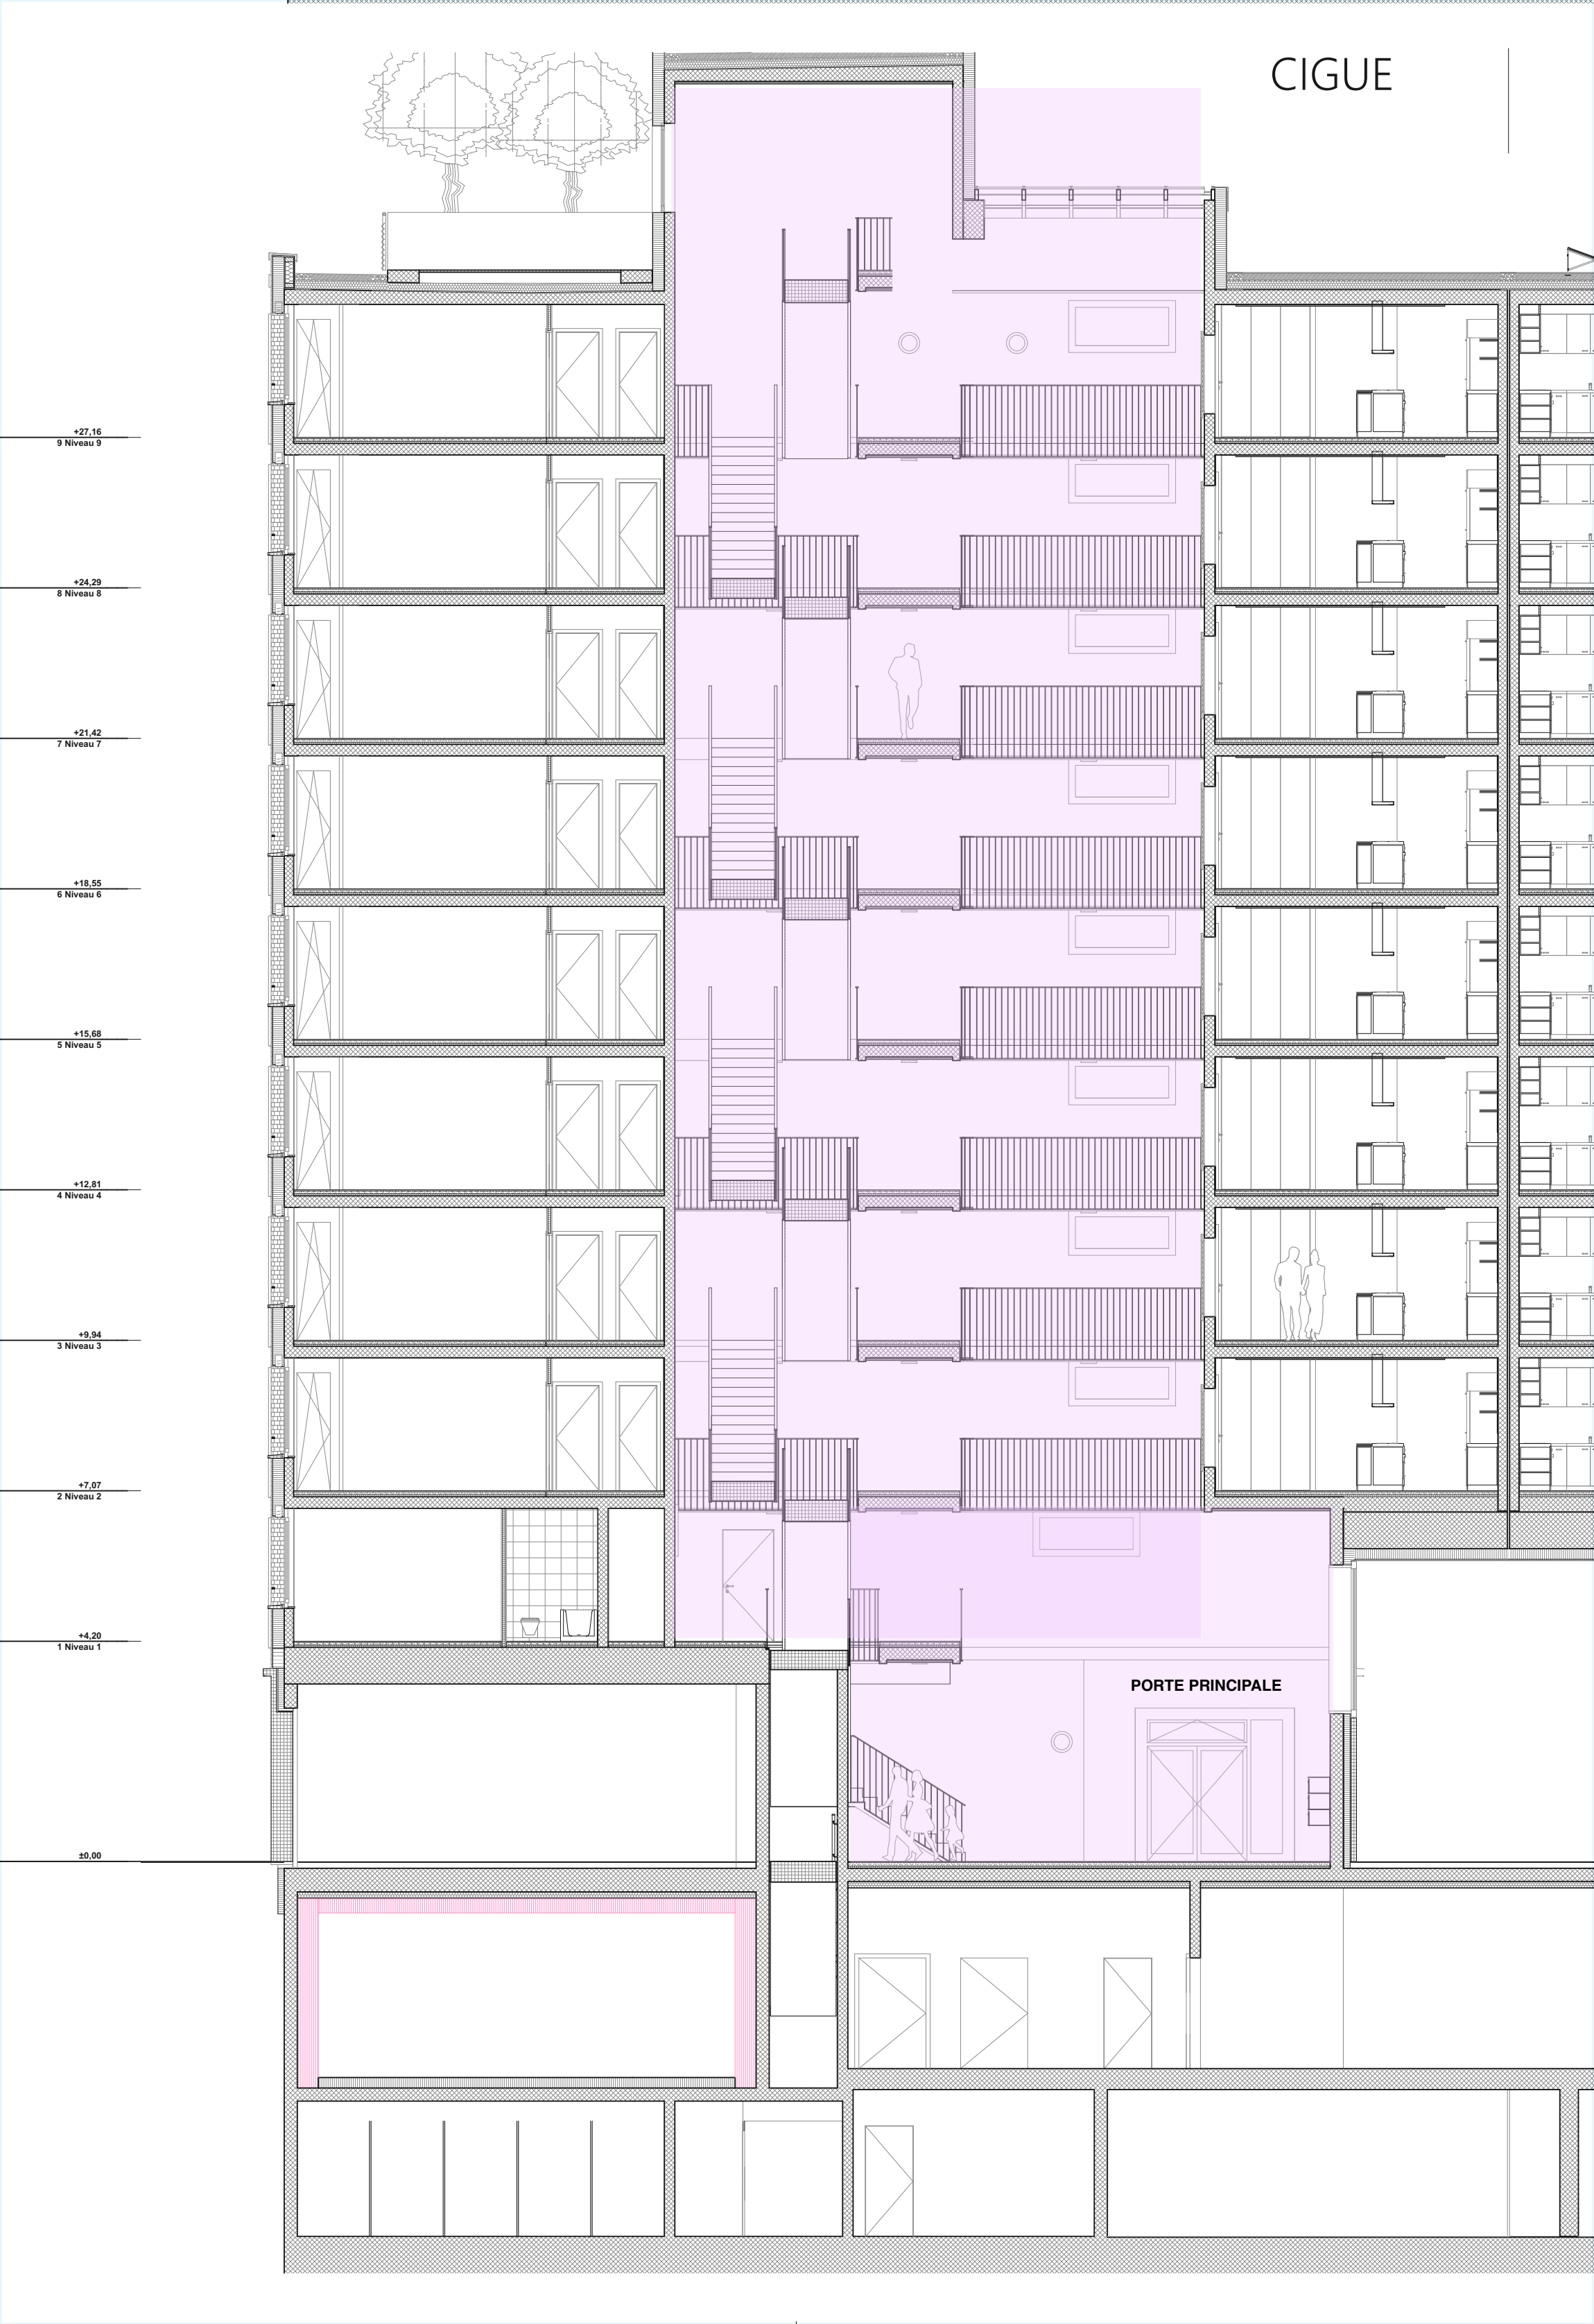 CIGUE
+27,16
9 Niveau 9
+24,29
8 Niveau 8
+21,42
7 Niveau 7
+18,55
6 Niveau 6
+15,68
5 Niveau 5
+12,81
4 Niveau 4
+9,94
3 Niveau 3
+7,07
2 Niveau 2
+4,20
1 Niveau 1
PORTE PRINCIPALE
±0,00